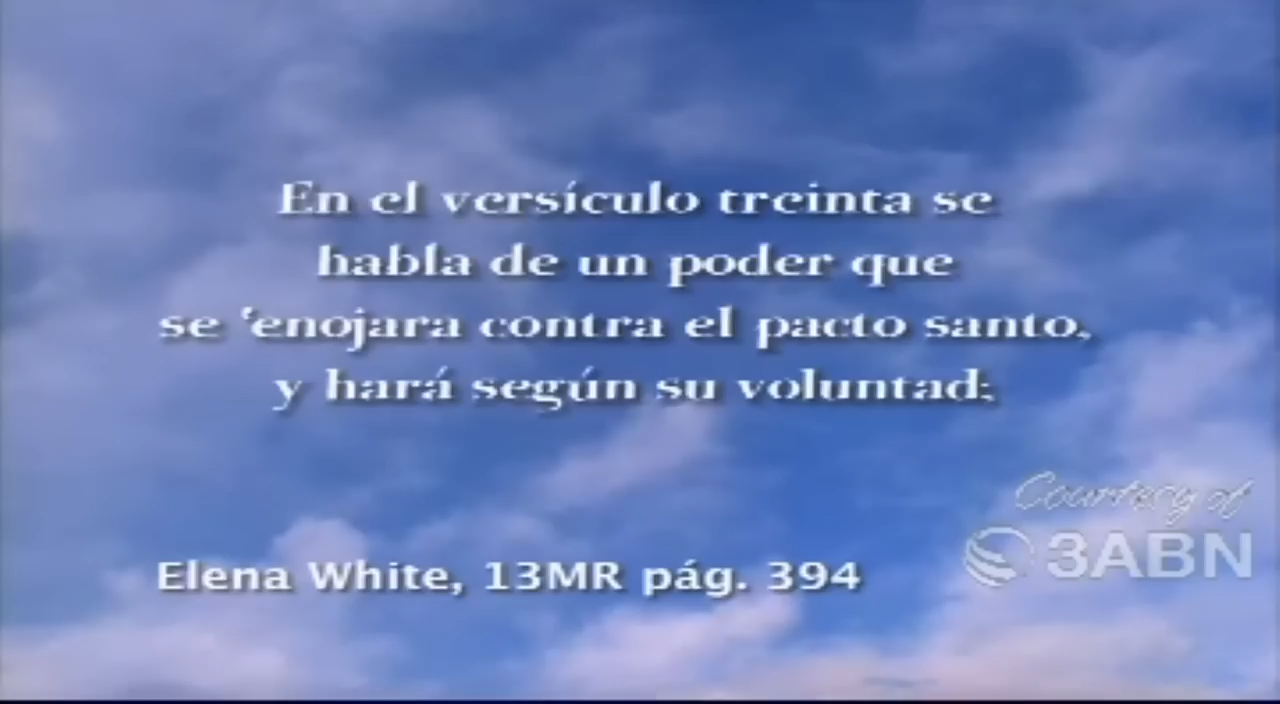 En el versículo treinta se
habla de un poder que
se 'enojara contra el pacto santo,
y hará según su voluntad;
Courtesy of
3ABN
Elena White, 13MR pág. 394